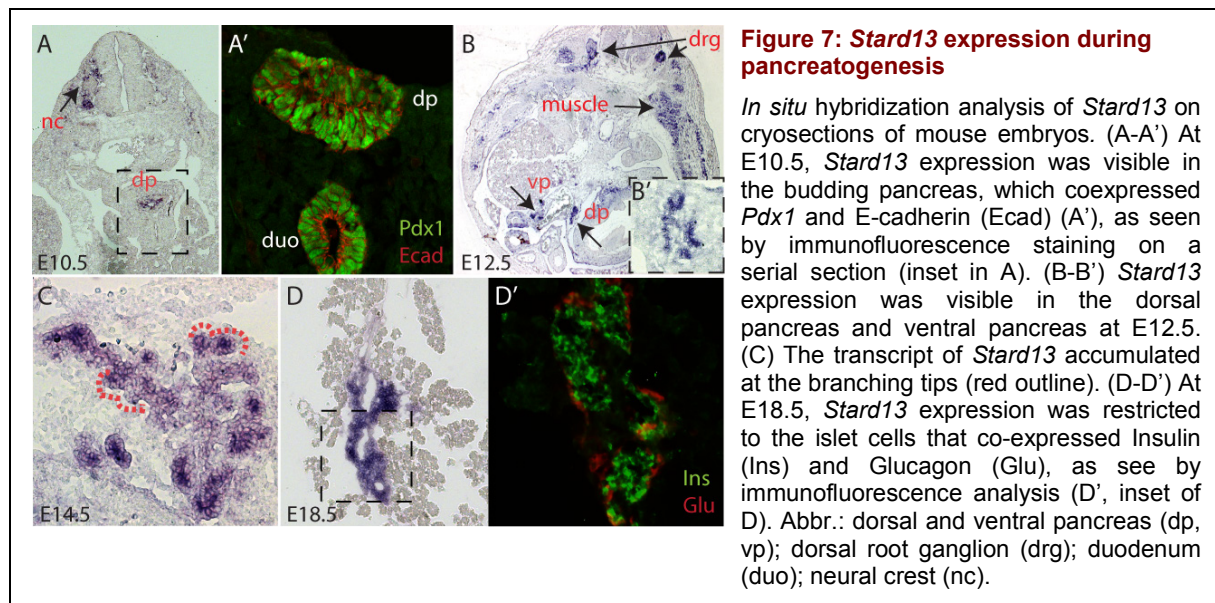 A
nc
dp
E10.5
A'
dp
duo
Pdx1
Ecad
B
drg
muscle
vp
dp
B'
E12.5
C
E14.5
D
E18.5
D'
Ins
Glu
Figure 7: Stard13 expression during
pancreatogenesis
In situ hybridization analysis of Stard13 on
cryosections of mouse embryos. (A-A') At
E10.5, Stard13 expression was visible in
the budding pancreas, which coexpressed
Pdx1 and E-cadherin (Ecad) (A'), as seen
by immunofluorescence staining on a
serial section (inset in A). (B-B') Stard13
expression was visible in the dorsal
pancreas and ventral pancreas at E12.5.
(C) The transcript of Stard13 accumulated
at the branching tips (red outline). (D-D') At
E18.5, Stard13 expression was restricted
to the islet cells that co-expressed Insulin
(Ins) and Glucagon (Glu), as see by
immunofluorescence analysis (D', inset of
D). Abbr.: dorsal and ventral pancreas (dp,
vp); dorsal root ganglion (drg); duodenum
(duo); neural crest (nc).